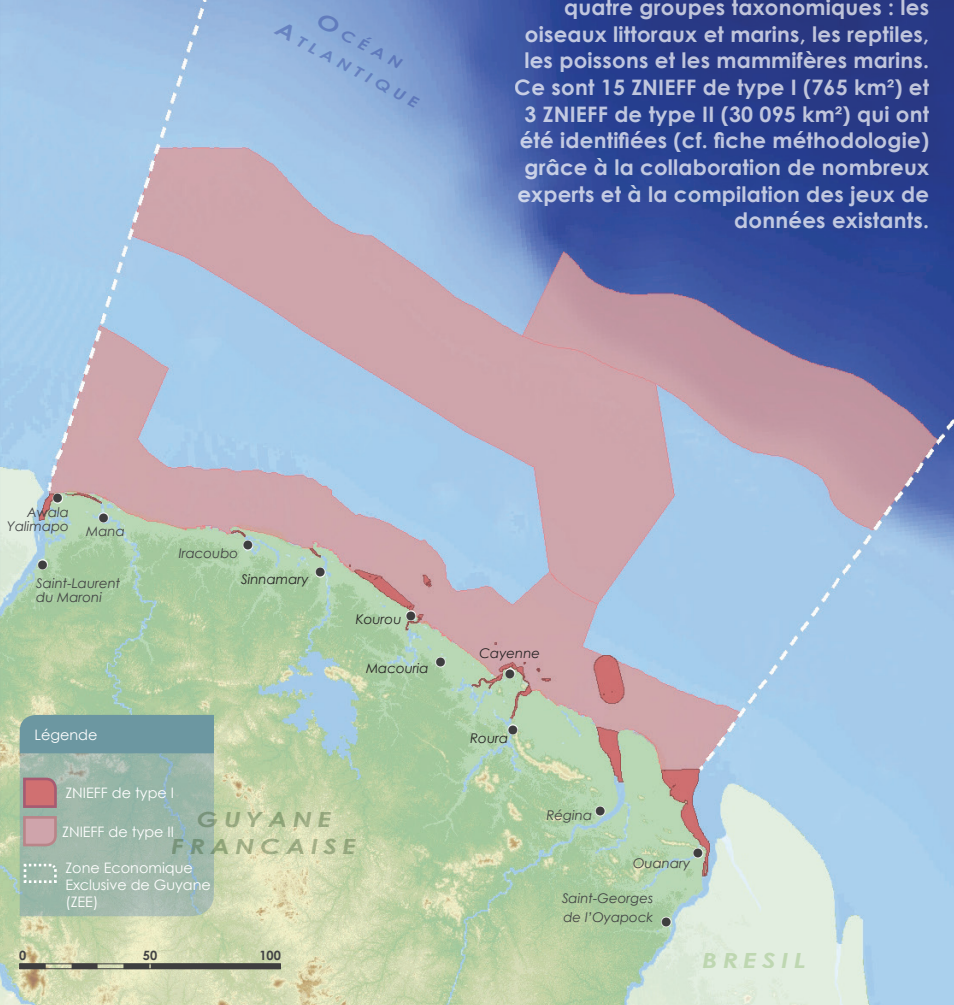 quatre groupes taxonomiques : les
oiseaux littoraux et marins, les reptiles,
les poissons et les mammifères marins.
Ce sont 15 ZNIEFF de type I (765 km²) et
3 ZNIEFF de type II (30 095 km²) qui ont
été identifiées (cf. fiche méthodologie)
grâce à la collaboration de nombreux
experts et à la compilation des jeux de
données existants.
OCÉAN
ATLANTIQUE
Awala
Yalimapo
Mana
Iracoubo
Saint-Laurent
du Maroni
Sinnamary
Kourou
Macouria
Cayenne
Roura
Régina
Ouanary
Saint-Georges
de l'Oyapock
GUYANE
FRANCAISE
BRESIL
Légende
ZNIEFF de type I
ZNIEFF de type II
Zone Economique
Exclusive de Guyane
(ZEE)
0 50 100